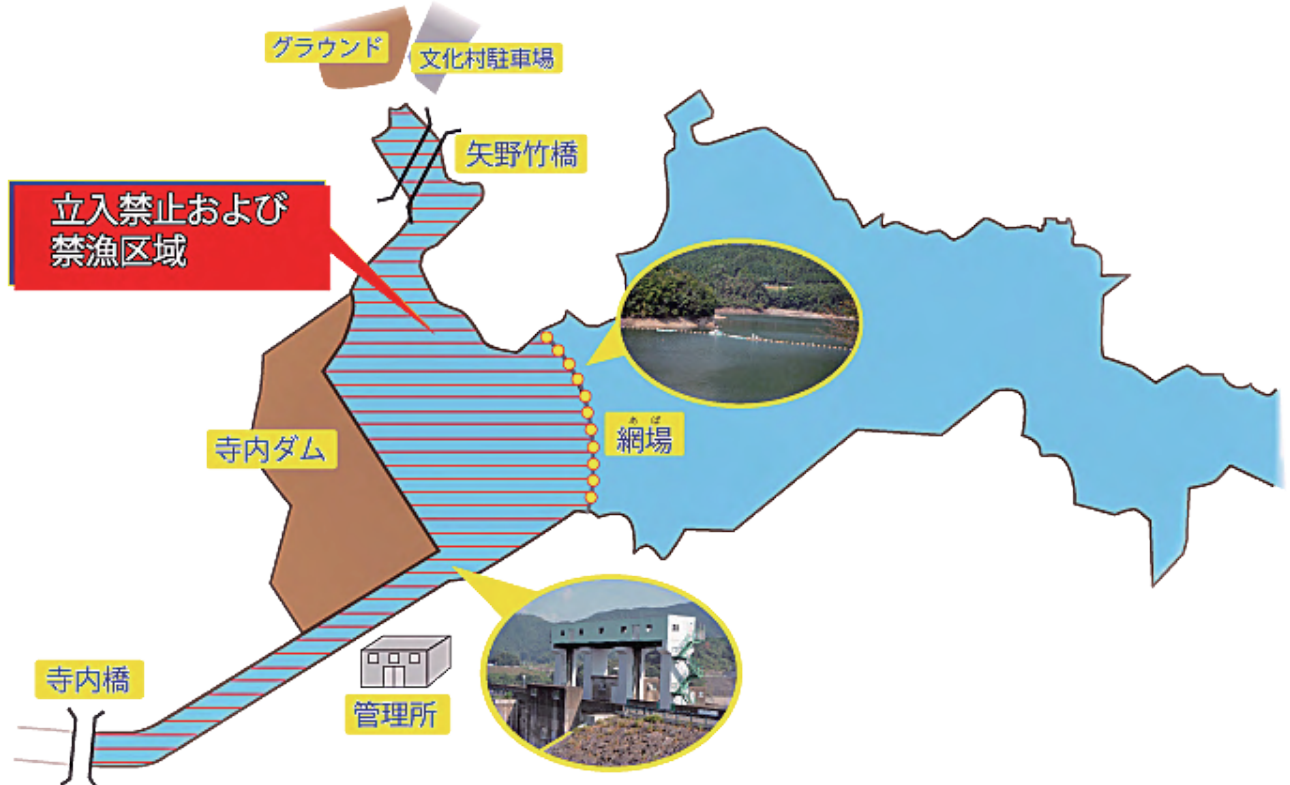 グラウンド
文化村駐車場
矢野竹橋
立入禁止および
禁漁区域
あば
網場
寺内ダム
寺内橋
管理所